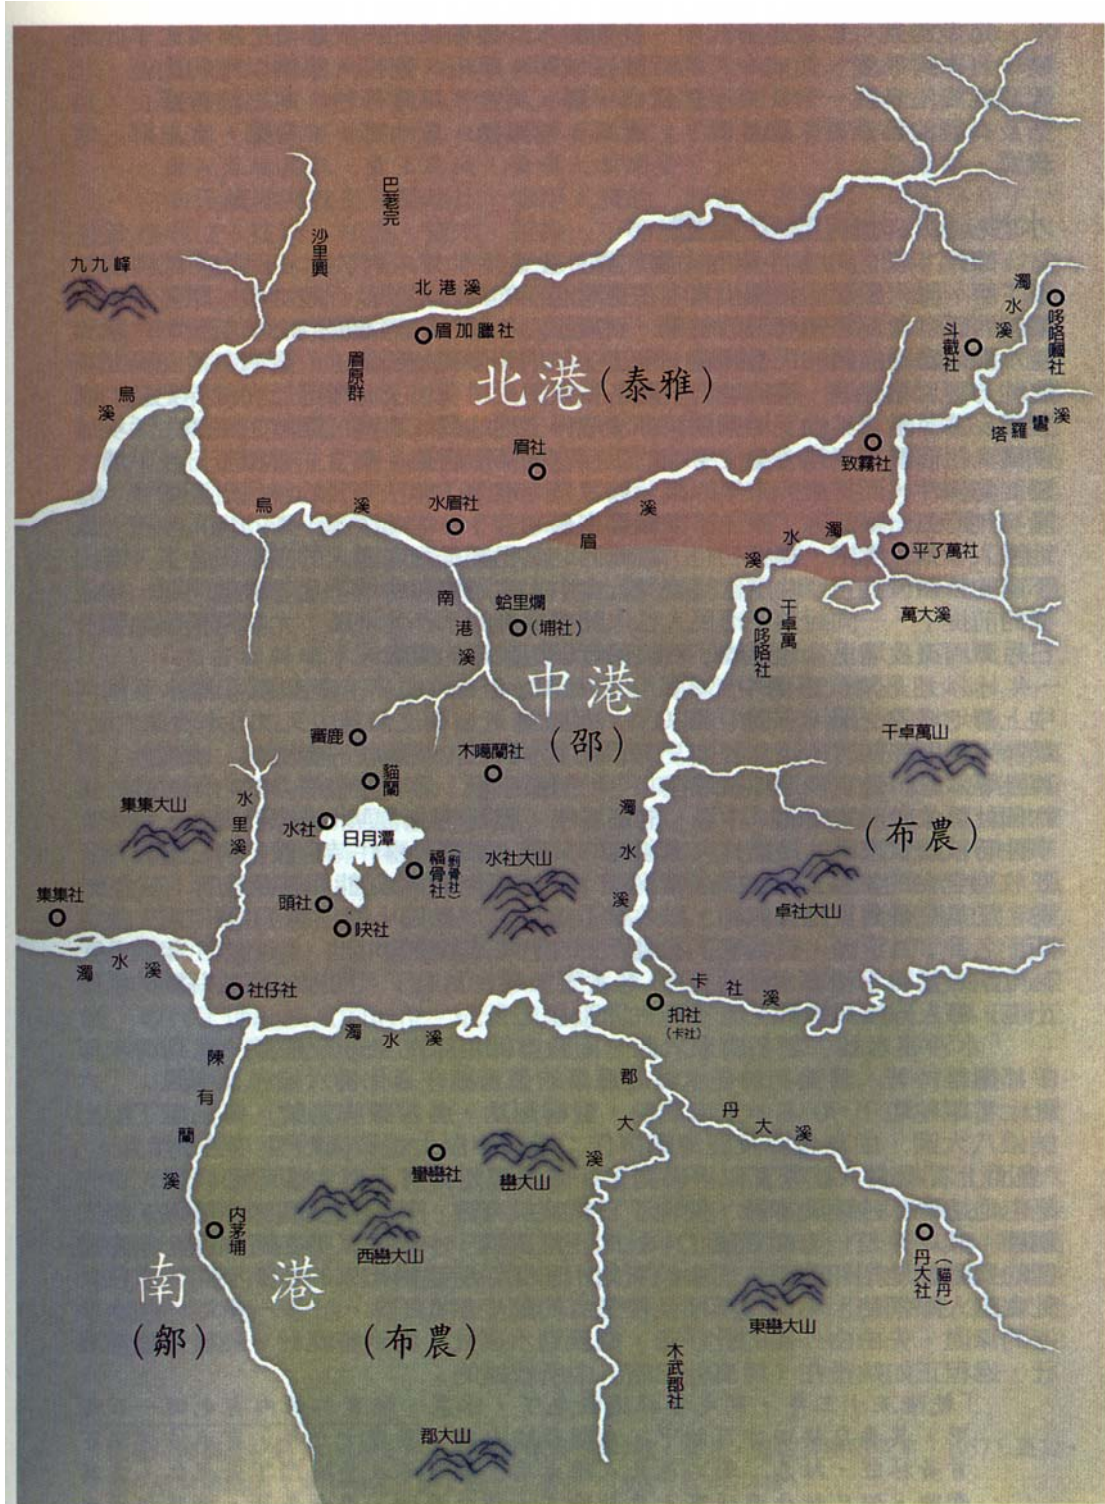 巴荖完
沙里興
九九峰
北港溪
眉加臘社
眉原群
濁水溪
哆咯嘓社
斗截社
北港(泰雅)
烏溪
塔羅彎溪
致霧社
眉社
水眉社
烏溪
眉溪
濁水溪
平了萬社
萬大溪
南港溪
蛤里爛
(埔社)
干卓萬
哆咯社
中港
(邵)
蓄鹿
木噶蘭社
貓蘭
干卓萬山
集集大山
水里溪
水社
日月潭
(布農)
濁水溪
福骨社
(剝骨社)
水社大山
卓社大山
集集社
頭社
昳社
濁水溪
社仔社
卡社溪
扣社
(卡社)
濁水溪
陳有蘭溪
郡大溪
丹大溪
蠻巒社
巒大山
西巒大山
內茅埔
丹大社
(貓丹)
南港
(鄒)
(布農)
東巒大山
木武郡社
郡大山